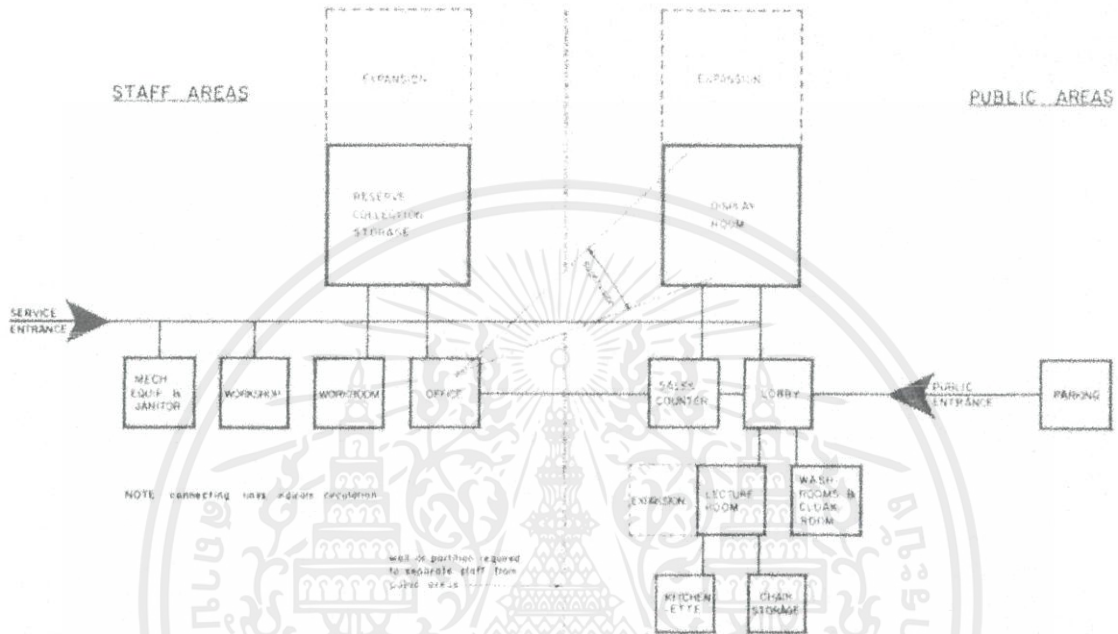 STAFF AREAS
PUBLIC AREAS
EXPANSION
EXPANSION
RESERVE
COLLECTION
STORAGE
DISPLAY
ROOM
SERVICE
ENTRANCE
MECH
EQUIP &
JANITOR
WORKSHOP
WORKROOM
OFFICE
SALES
COUNTER
LOBBY
PUBLIC
ENTRANCE
PARKING
NOTE connecting lines indicate circulation
EXPANSION
LECTURE
ROOM
WASH
ROOMS &
CLOAK
ROOM
wall or partition required
to separate staff from
public areas
KITCHEN
ETTE
CHAIR
STORAGE